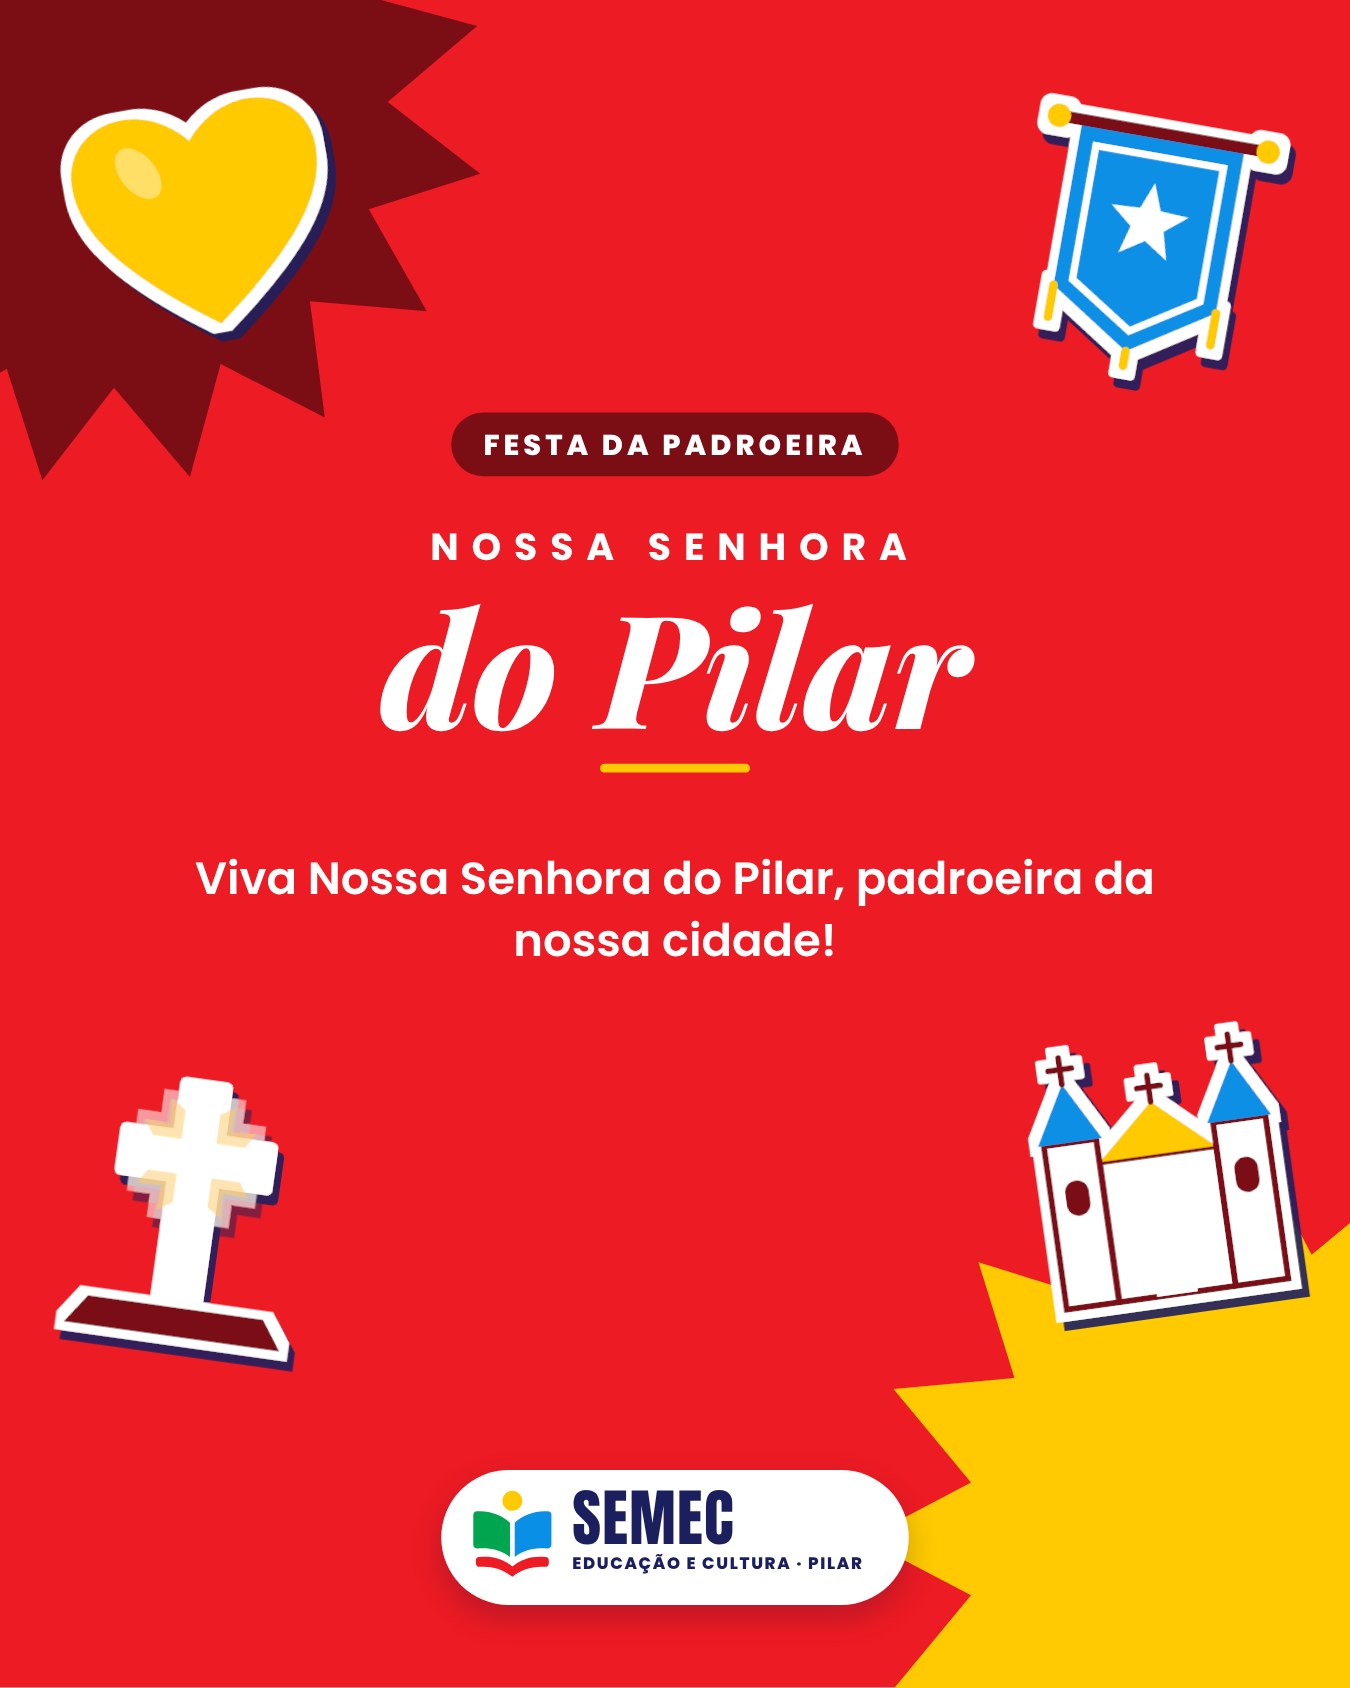 FESTA DA PADROEIRA
NOSSA SENHORA
do Pilar
Viva Nossa Senhora do Pilar, padroeira da
nossa cidade!
SEMEC
EDUCAÇÃO E CULTURA · PILAR